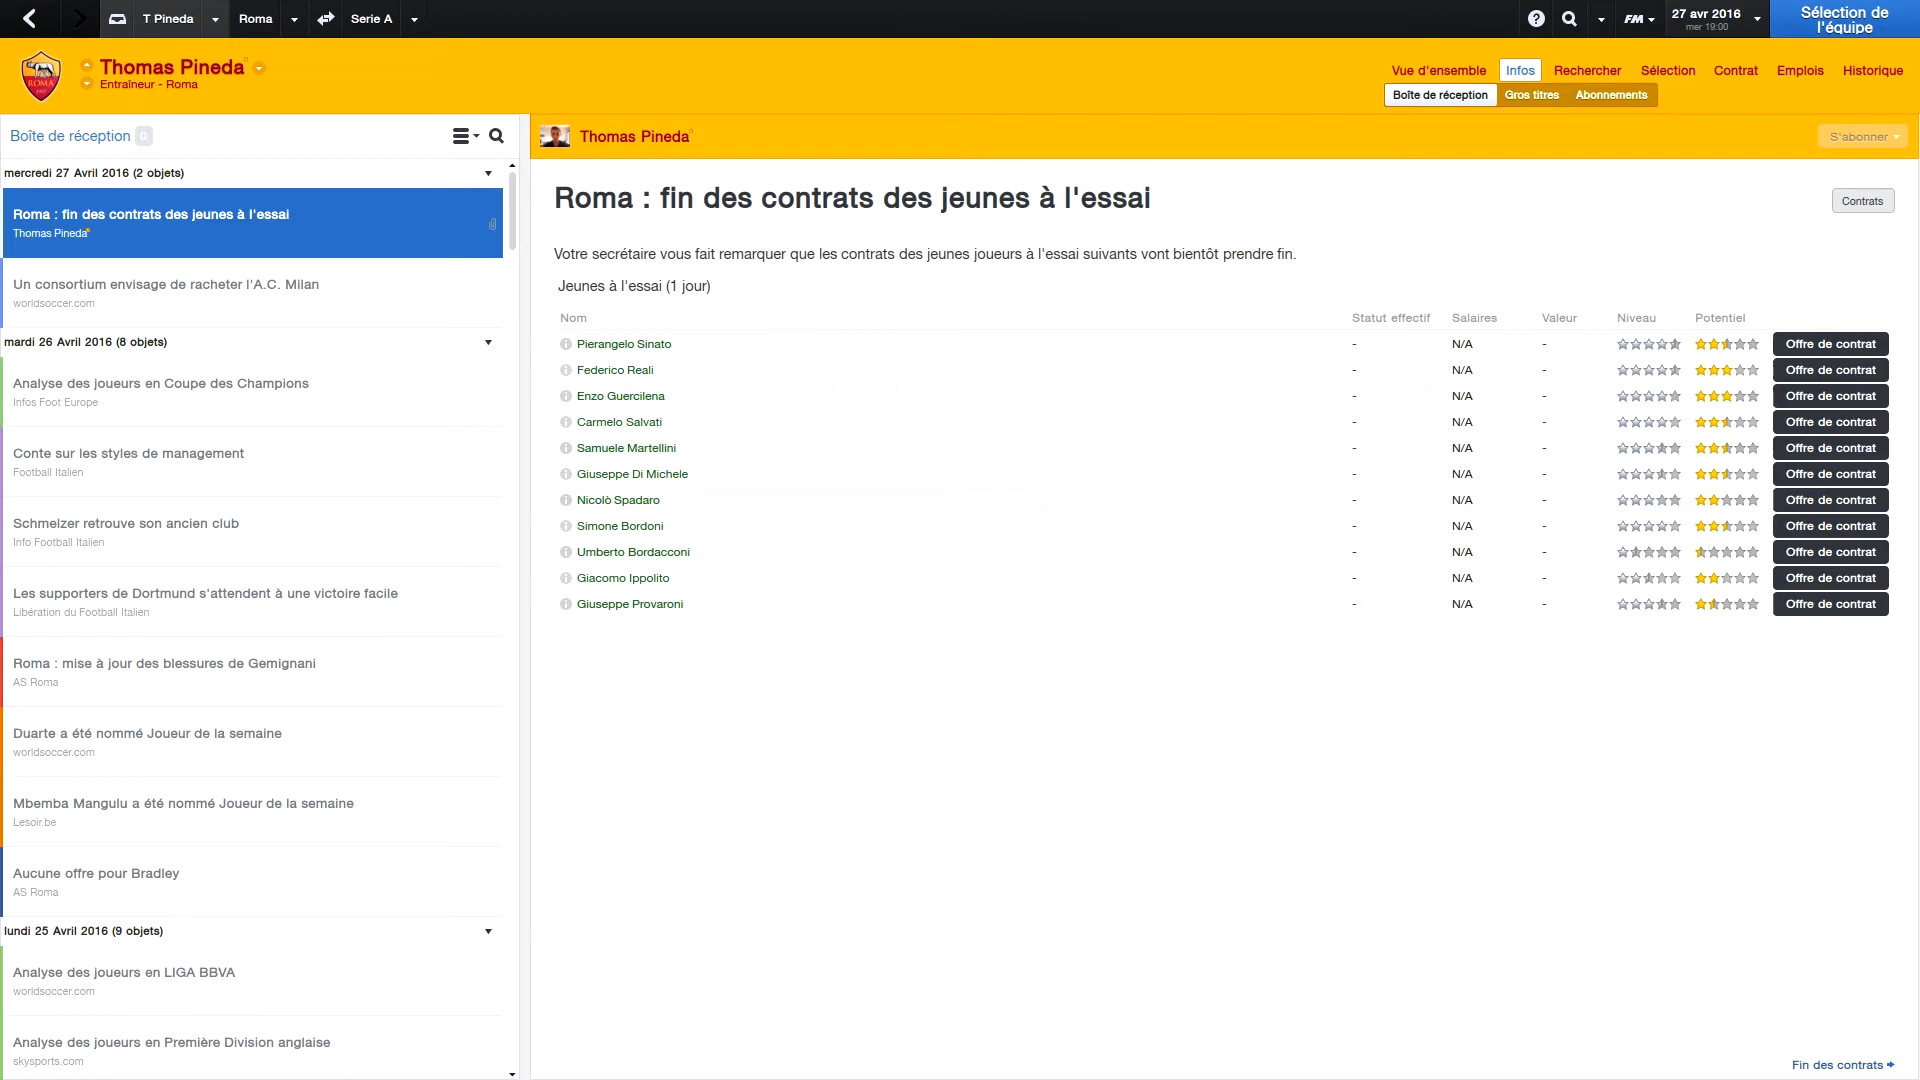 T Pineda
Roma
Serie A
FM
27 avr 2016
mer 19:00
Sélection de
l'équipe
ROMA
1927
Thomas Pineda
Entraîneur - Roma
Vue d'ensemble
Infos
Rechercher
Sélection
Contrat
Emplois
Historique
Boîte de réception
Gros titres
Abonnements
Boîte de réception 0
mercredi 27 Avril 2016 (2 objets)
Roma : fin des contrats des jeunes à l'essai
Thomas Pineda
Un consortium envisage de racheter l'A.C. Milan
worldsoccer.com
mardi 26 Avril 2016 (8 objets)
Analyse des joueurs en Coupe des Champions
Infos Foot Europe
Conte sur les styles de management
Football Italien
Schmelzer retrouve son ancien club
Info Football Italien
Les supporters de Dortmund s'attendent à une victoire facile
Libération du Football Italien
Roma : mise à jour des blessures de Gemignani
AS Roma
Duarte a été nommé Joueur de la semaine
worldsoccer.com
Mbemba Mangulu a été nommé Joueur de la semaine
Lesoir.be
Aucune offre pour Bradley
AS Roma
lundi 25 Avril 2016 (9 objets)
Analyse des joueurs en LIGA BBVA
worldsoccer.com
Analyse des joueurs en Première Division anglaise
skysports.com
Thomas Pineda
S'abonner
Roma : fin des contrats des jeunes à l'essai
Contrats
Votre secrétaire vous fait remarquer que les contrats des jeunes joueurs à l'essai suivants vont bientôt prendre fin.
Jeunes à l'essai (1 jour)
Nom Statut effectif Salaires Valeur Niveau Potentiel
Pierangelo Sinato - N/A - Offre de contrat
Federico Reali - N/A - Offre de contrat
Enzo Guercilena - N/A - Offre de contrat
Carmelo Salvati - N/A - Offre de contrat
Samuele Martellini - N/A - Offre de contrat
Giuseppe Di Michele - N/A - Offre de contrat
Nicolò Spadaro - N/A - Offre de contrat
Simone Bordoni - N/A - Offre de contrat
Umberto Bordacconi - N/A - Offre de contrat
Giacomo Ippolito - N/A - Offre de contrat
Giuseppe Provaroni - N/A - Offre de contrat
Fin des contrats